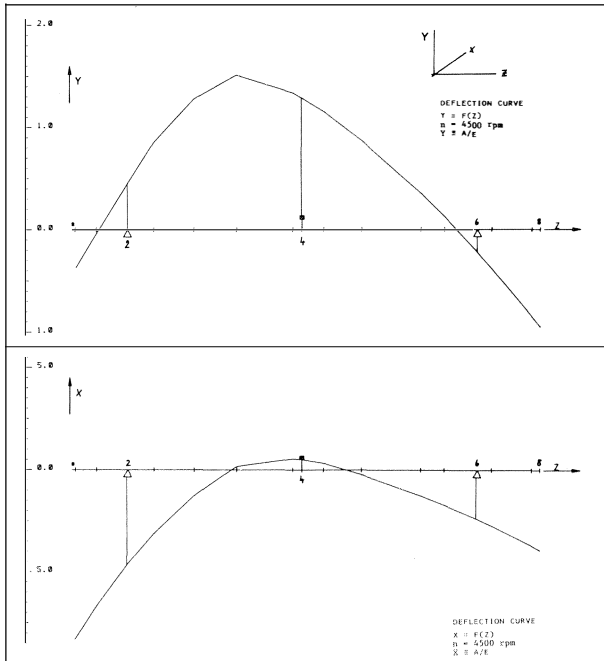 2.0
Y
Y
X
Z
DEFLECTION CURVE
Y = F(Z)
n = 4500 rpm
Y ≡ A/E
1.0
0.0
2
4
6
8
Z
1.0
5.0
X
0.0
2
4
6
8
Z
5.0
DEFLECTION CURVE
X = F(Z)
n = 4500 rpm
X ≡ A/E